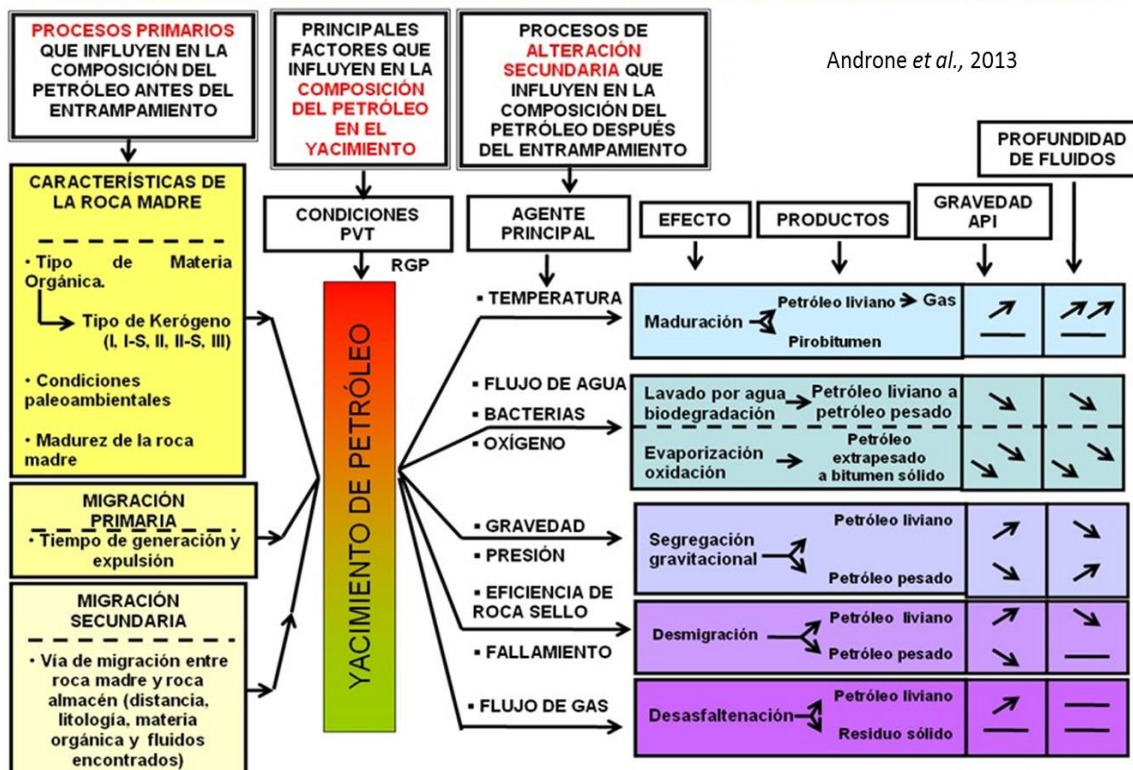 PROCESOS PRIMARIOS
QUE INFLUYEN EN LA
COMPOSICIÓN DEL
PETRÓLEO ANTES DEL
ENTRAMPAMIENTO
PRINCIPALES
FACTORES QUE
INFLUYEN EN LA
COMPOSICIÓN
DEL PETRÓLEO
EN EL
YACIMIENTO
PROCESOS DE
ALTERACIÓN
SECUNDARIA QUE
INFLUYEN EN LA
COMPOSICIÓN DEL
PETRÓLEO DESPUÉS
DEL ENTRAMPAMIENTO
Androne et al., 2013
CARACTERÍSTICAS DE
LA ROCA MADRE
• Tipo de Materia
Orgánica.
Tipo de Kerógeno
(I, I-S, II, II-S, III)
• Condiciones
paleoambientales
• Madurez de la roca
madre
MIGRACIÓN
PRIMARIA
• Tiempo de generación y
expulsión
MIGRACIÓN
SECUNDARIA
• Vía de migración entre
roca madre y roca
almacén (distancia,
litología, materia
orgánica y fluidos
encontrados)
CONDICIONES
PVT
RGP
YACIMIENTO DE PETRÓLEO
AGENTE
PRINCIPAL
EFECTO
PRODUCTOS
GRAVEDAD
API
PROFUNDIDAD
DE FLUIDOS
▪ TEMPERATURA
Maduración
Petróleo liviano
Gas
Pirobitumen
▪ FLUJO DE AGUA
▪ BACTERIAS
▪ OXÍGENO
Lavado por agua
biodegradación
Petróleo liviano a
petróleo pesado
Evaporización
oxidación
Petróleo
extrapesado
a bitumen sólido
▪ GRAVEDAD
▪ PRESIÓN
Segregación
gravitacional
Petróleo liviano
Petróleo pesado
▪ EFICIENCIA DE
ROCA SELLO
▪ FALLAMIENTO
Desmigración
Petróleo liviano
Petróleo pesado
▪ FLUJO DE GAS
Desasfaltenación
Petróleo liviano
Residuo sólido